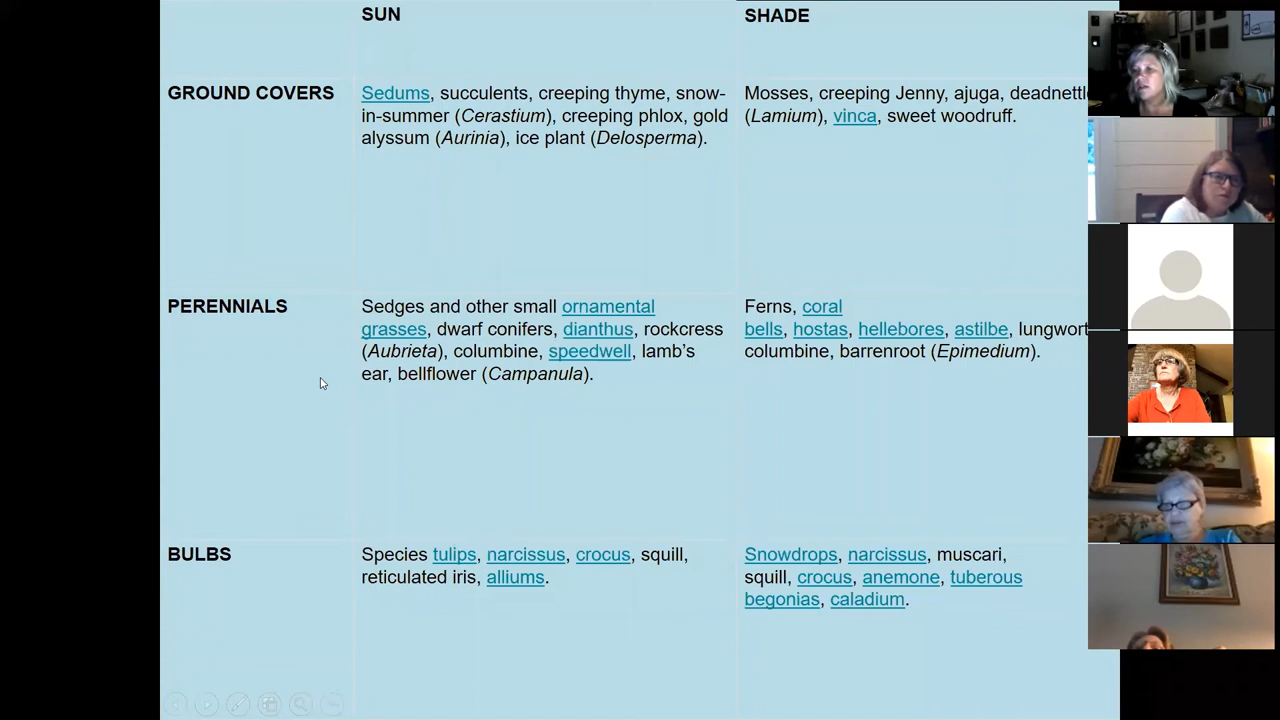 SUN
SHADE
GROUND COVERS
Sedums, succulents, creeping thyme, snow-
in-summer (Cerastium), creeping phlox, gold
alyssum (Aurinia), ice plant (Delosperma).
Mosses, creeping Jenny, ajuga,
(Lamium), vinca, sweet woodruff.
PERENNIALS
Sedges and other small ornamental
grasses, dwarf conifers, dianthus, rockcress
(Aubrieta), columbine, speedwell, lamb’s
ear, bellflower (Campanula).
Ferns, coral
bells, hostas, hellebores, astilbe, lungwort
columbine, barrenroot (Epimedium).
BULBS
Species tulips, narcissus, crocus, squill,
reticulated iris, alliums.
Snowdrops, narcissus, muscari,
squill, crocus, anemone, tuberous
begonias, caladium.